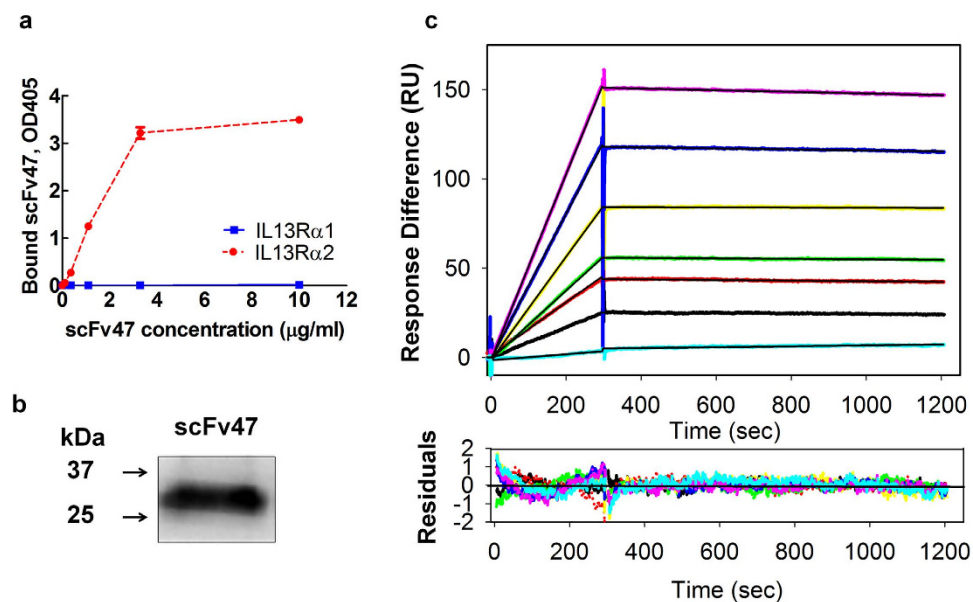 a
Bound scFv47, OD405
4
3
2
1
0
IL13Rα1
IL13Rα2
0 2 4 6 8 10 12
scFv47 concentration (μg/ml)
b
kDa
scFv47
37 →
25 →
c
Response Difference (RU)
150
100
50
0
0 200 400 600 800 1000 1200
Time (sec)
Residuals
2
1
0
-1
-2
0 200 400 600 800 1000 1200
Time (sec)